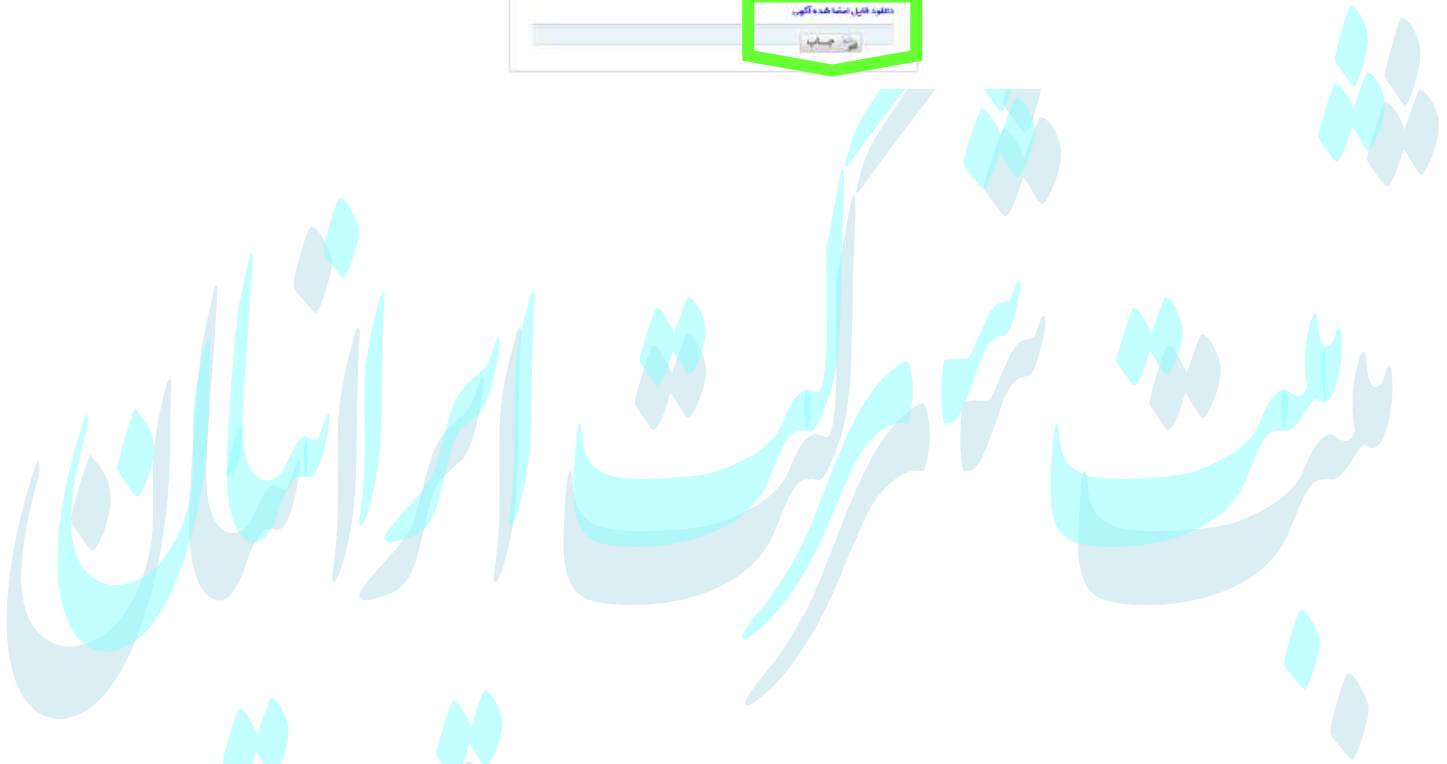 دانلود فایل امضا شده آگهی
چاپ
ثبت شرکت ایرانیان